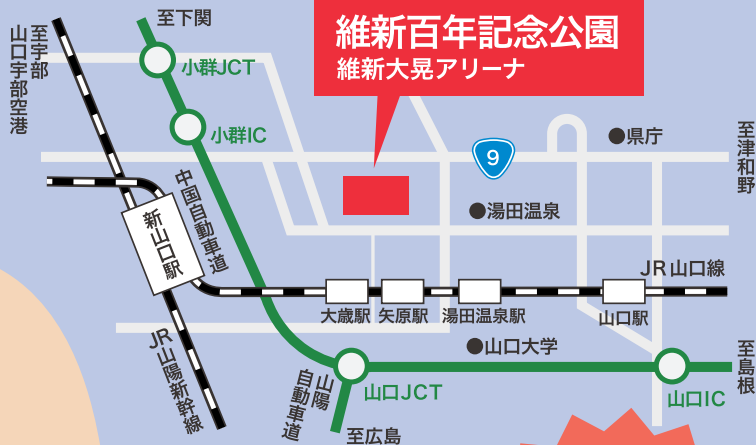 至下関
至宇部
山口宇部空港
維新百年記念公園
維新大晃アリーナ
小群JCT
小群IC
9
●県庁
至津和野
中国自動車道
新山口駅
●湯田温泉
JR山口線
大歳駅
矢原駅
湯田温泉駅
山口駅
JR山陽新幹線
●山口大学
至島根
山陽
自動車道
山口JCT
山口IC
至広島